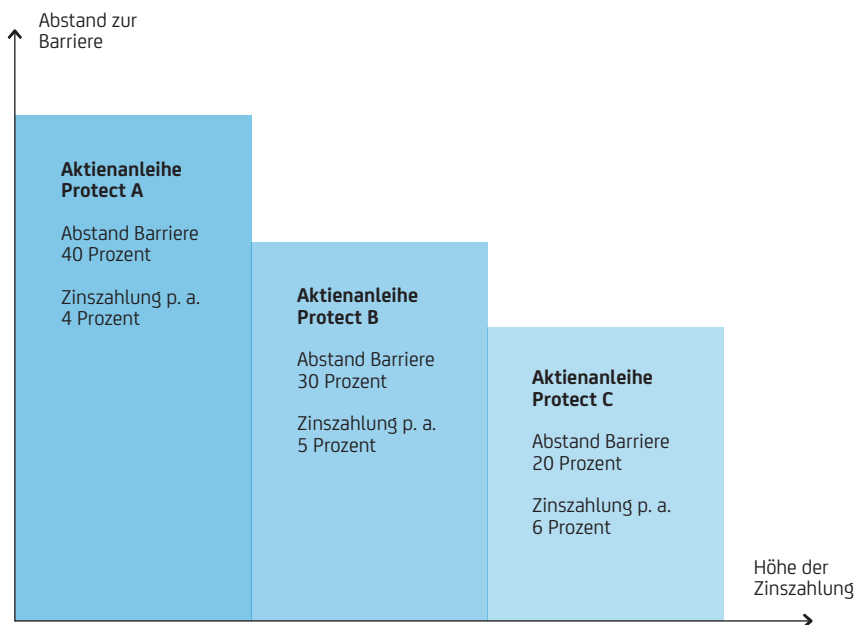 Abstand zur
Barriere
Aktienanleihe
Protect A
Abstand Barriere
40 Prozent
Zinszahlung p. a.
4 Prozent
Aktienanleihe
Protect B
Abstand Barriere
30 Prozent
Zinszahlung p. a.
5 Prozent
Aktienanleihe
Protect C
Abstand Barriere
20 Prozent
Zinszahlung p. a.
6 Prozent
Höhe der
Zinszahlung